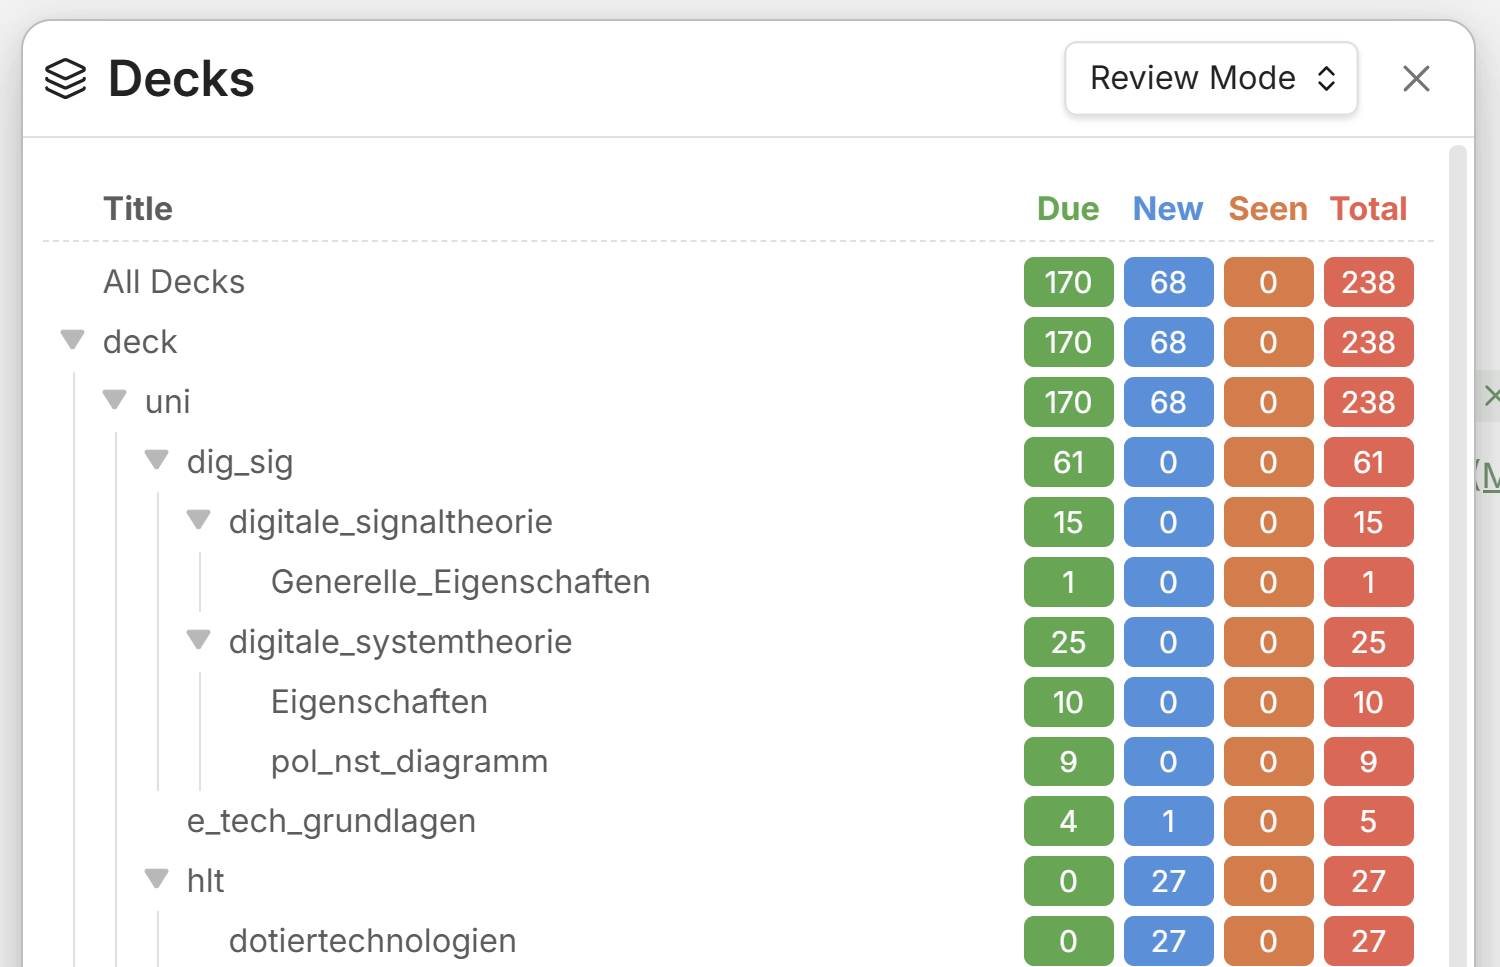 Decks Review Mode
Title Due New Seen Total
All Decks 170 68 0 238
deck 170 68 0 238
uni 170 68 0 238
dig_sig 61 0 0 61
digitale_signaltheorie 15 0 0 15
Generelle_Eigenschaften 1 0 0 1
digitale_systemtheorie 25 0 0 25
Eigenschaften 10 0 0 10
pol_nst_diagramm 9 0 0 9
e_tech_grundlagen 4 1 0 5
hlt 0 27 0 27
dotiertechnologien 0 27 0 27